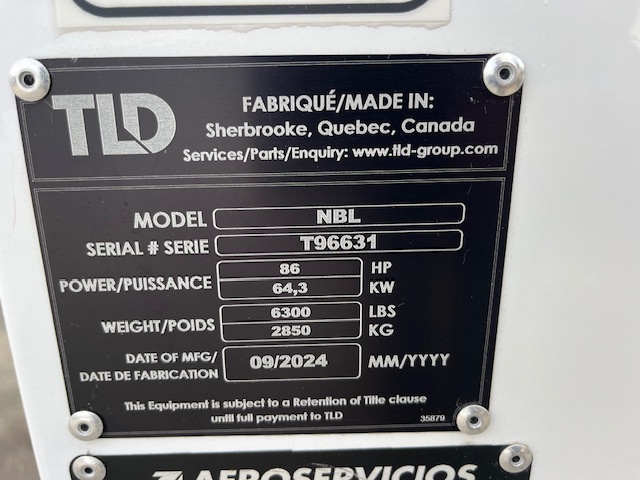 TLD
FABRIQUÉ/MADE IN:
Sherbrooke, Quebec, Canada
Services/Parts/Enquiry: www.tld-group.com
MODEL NBL
SERIAL # SERIE T96631
POWER/PUISSANCE 86 HP
64,3 KW
WEIGHT/POIDS 6300 LBS
2850 KG
DATE OF MFG/
DATE DE FABRICATION 09/2024 MM/YYYY
This Equipment is subject to a Retention of Title clause
until full payment to TLD
35879
AEROSERVICIOS